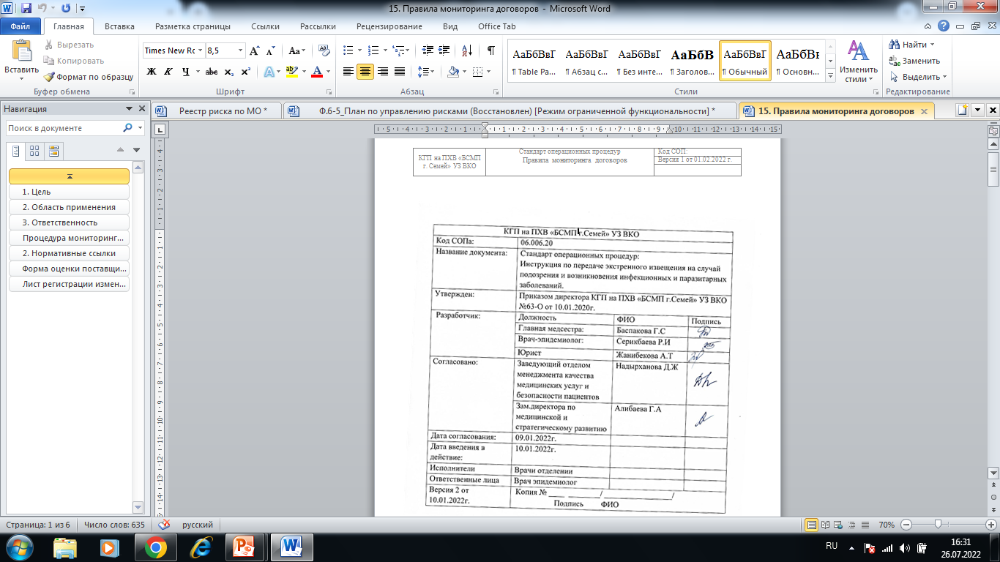 15. Правила мониторинга договоров - Microsoft Word
Файл Главная Вставка Разметка страницы Ссылки Рассылки Рецензирование Вид Office Tab
Вставить
Вырезать
Копировать
Формат по образцу
Буфер обмена
Times New Ro 8,5
Ж К Ч abc x₂ x²
Шрифт
Абзац
АаБбВвГ АаБбВвГ АаБбВвГ АаБбВ АаБбВвГ АаБбВ
¶ Table Pa... ¶ Абзац с... ¶ Без инте... ¶ Заголов... ¶ Обычный ¶ Основн...
Стили
Изменить стили
Найти
Заменить
Выделить
Редактирование
Навигация
Поиск в документе
1. Цель
2. Область применения
3. Ответственность
Процедура мониторинг...
2. Нормативные ссылки
Форма оценки поставщи...
Лист регистрации измен...
Реестр риска по МО *
Ф.6-5_План по управлению рисками (Восстановлен) [Режим ограниченной функциональности] *
15. Правила мониторинга договоров
КГП на ПХВ «БСМП
г. Семей» УЗ ВКО
Стандарт операционных процедур
Правила мониторинга договоров
Код СОП:
Версия 1 от 01.02.2022 г.
КГП на ПХВ «БСМП г.Семей» УЗ ВКО
Код СОПа: 06.006.20
Название документа: Стандарт операционных процедур:
Инструкция по передаче экстренного извещения на случай
подозрения и возникновения инфекционных и паразитарных
заболеваний.
Утвержден: Приказом директора КГП на ПХВ «БСМП г.Семей» УЗ ВКО
№63-О от 10.01.2020г.
Разработчик: Должность ФИО Подпись
Главная медсестра: Баспакова Г.С
Врач-эпидемиолог: Серикбаева Р.И
Юрист Жанибекова А.Т
Согласовано: Заведующий отделом Надырханова Д.Ж
менеджмента качества
медицинских услуг и
безопасности пациентов
Зам.директора по Алибаева Г.А
медицинской и
стратегическому развитию
Дата согласования: 09.01.2022г.
Дата введения в 10.01.2022г.
действие:
Исполнители Врачи отделении
Ответственные лица Врач эпидемиолог
Версия 2 от Копия № ____ ______/ ____________/
10.01.2022г. Подпись ФИО
Страница: 1 из 6 Число слов: 635 русский 70%
RU 16:31
26.07.2022